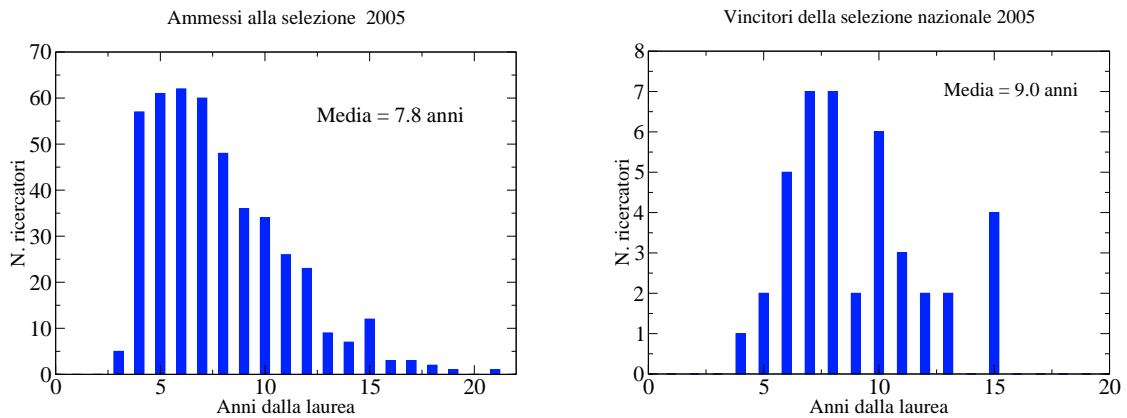 Ammessi alla selezione 2005
Media = 7.8 anni
N. ricercatori
70
60
50
40
30
20
10
0
0 5 10 15 20
Anni dalla laurea
Vincitori della selezione nazionale 2005
Media = 9.0 anni
N. ricercatori
8
7
6
5
4
3
2
1
0
0 5 10 15 20
Anni dalla laurea